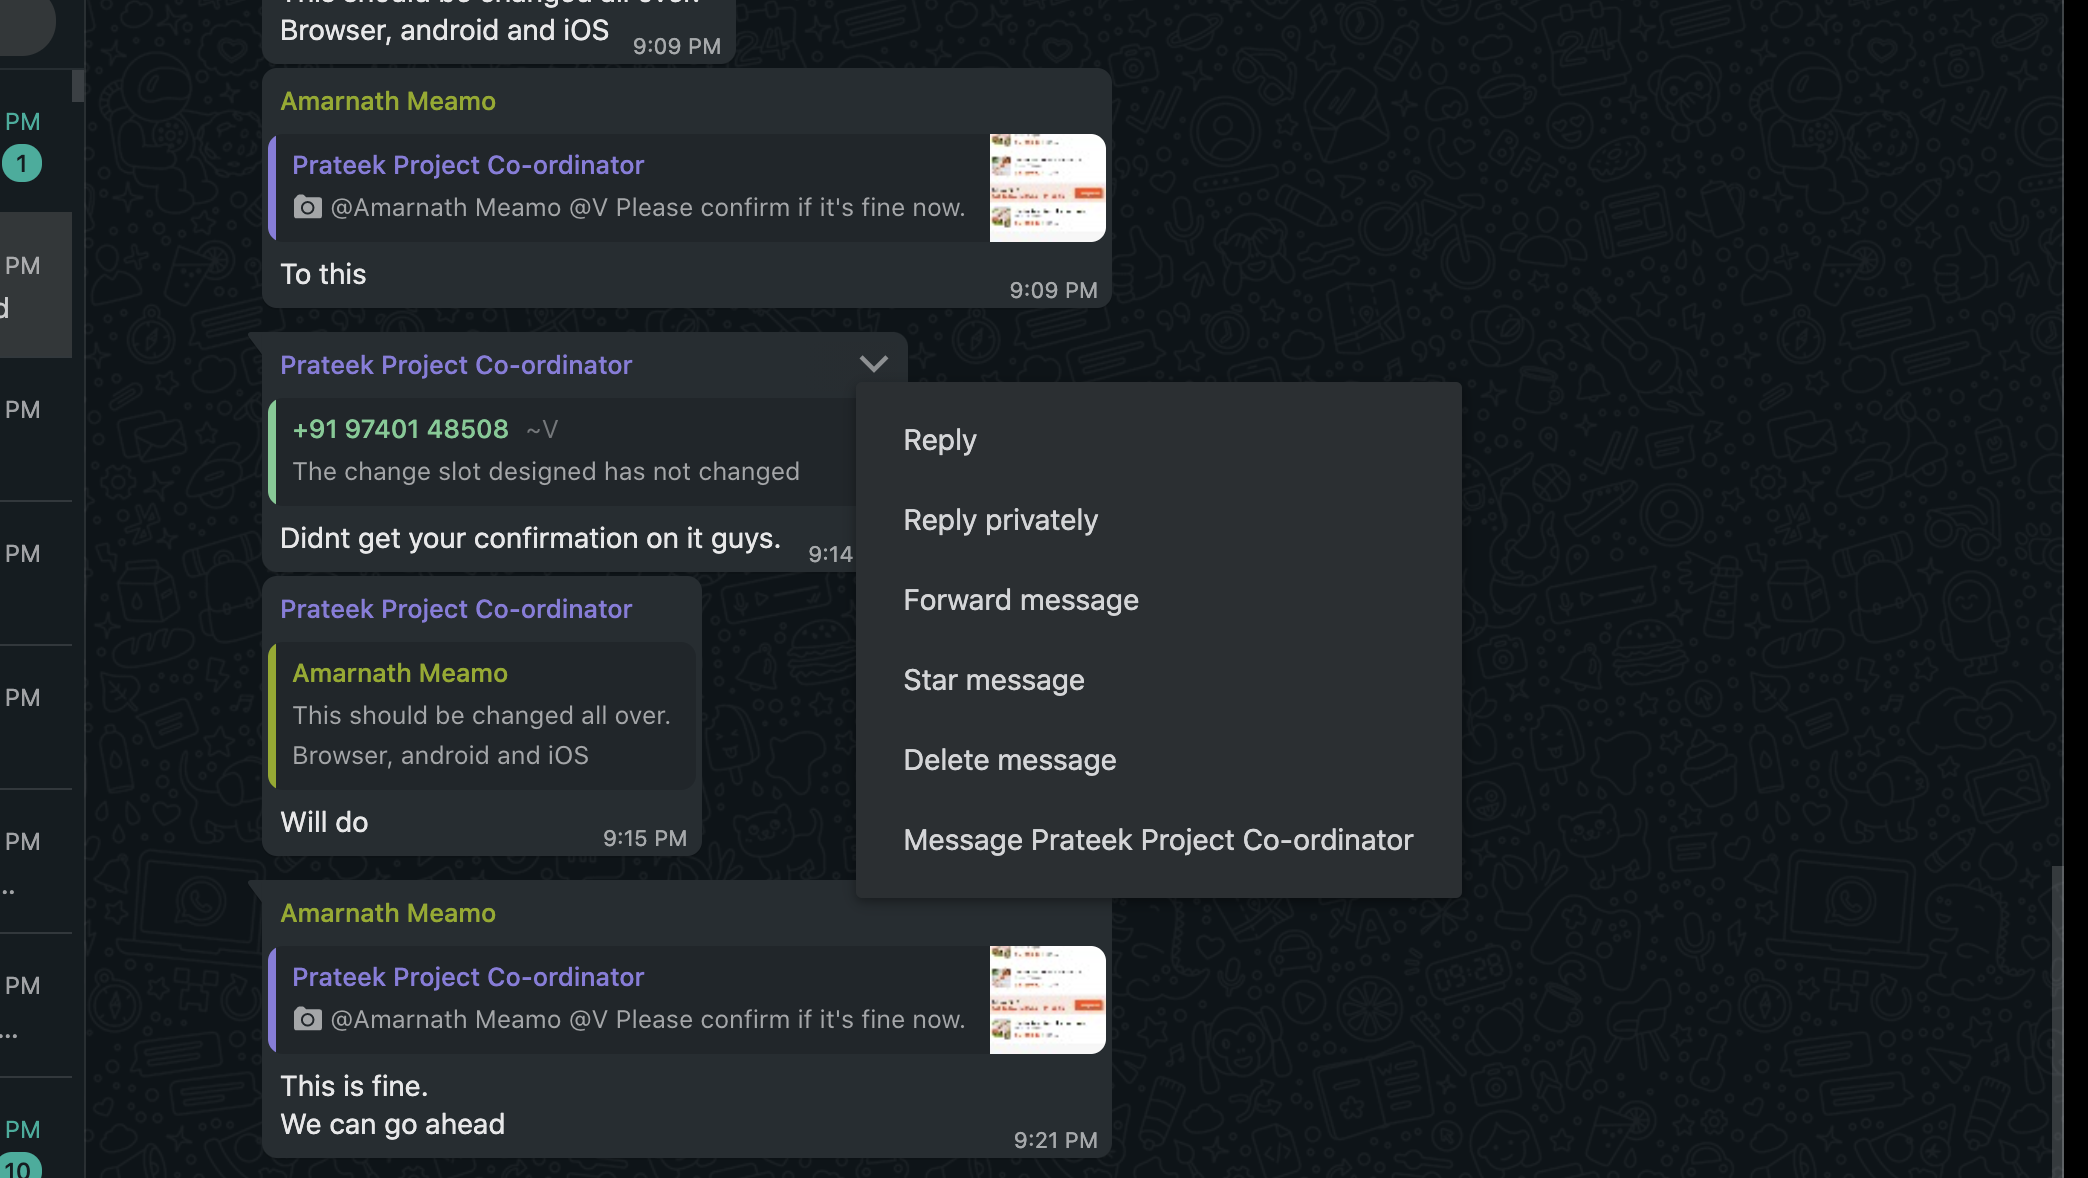 Browser, android and iOS
9:09 PM
Amarnath Meamo
Prateek Project Co-ordinator
@Amarnath Meamo @V Please confirm if it's fine now.
To this
9:09 PM
Prateek Project Co-ordinator
+91 97401 48508 ~V
The change slot designed has not changed
Didnt get your confirmation on it guys.
9:14
Prateek Project Co-ordinator
Amarnath Meamo
This should be changed all over.
Browser, android and iOS
Will do
9:15 PM
Amarnath Meamo
Prateek Project Co-ordinator
@Amarnath Meamo @V Please confirm if it's fine now.
This is fine.
We can go ahead
9:21 PM
Reply
Reply privately
Forward message
Star message
Delete message
Message Prateek Project Co-ordinator
PM
1
PM
d
PM
PM
PM
PM
..
PM
...
PM
10